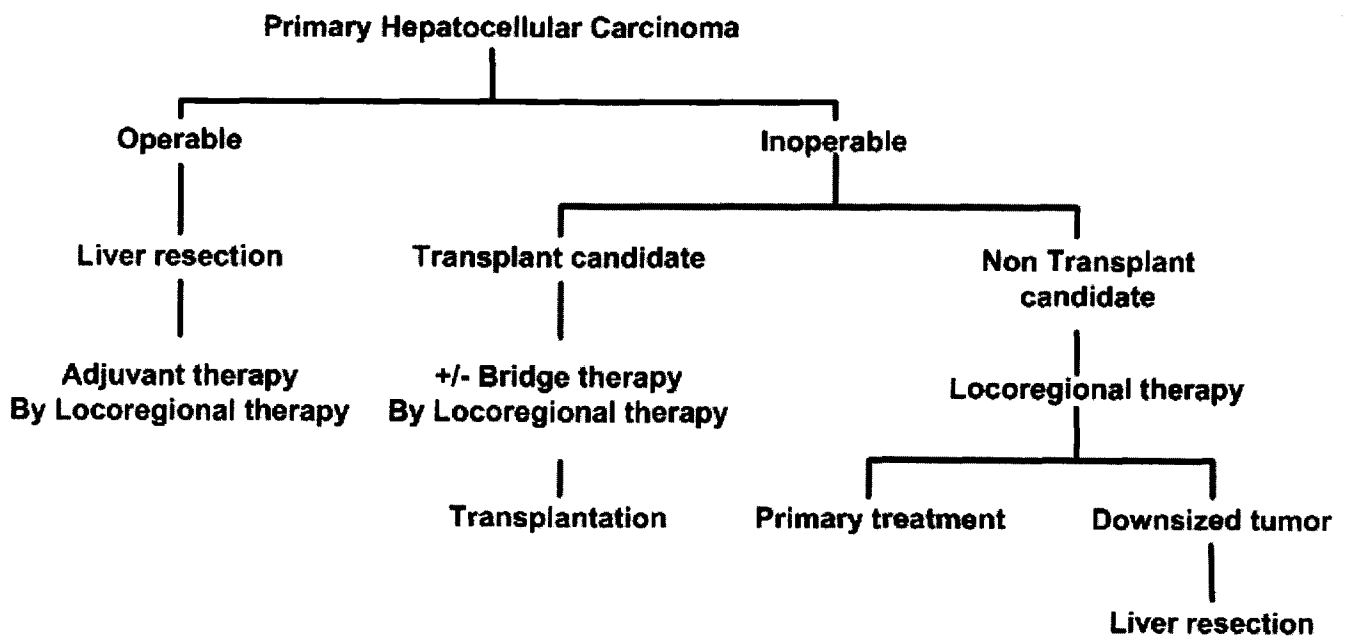 Primary Hepatocellular Carcinoma
Operable
Inoperable
Liver resection
Transplant candidate
Non Transplant
candidate
Adjuvant therapy
By Locoregional therapy
+/- Bridge therapy
By Locoregional therapy
Locoregional therapy
Transplantation
Primary treatment
Downsized tumor
Liver resection